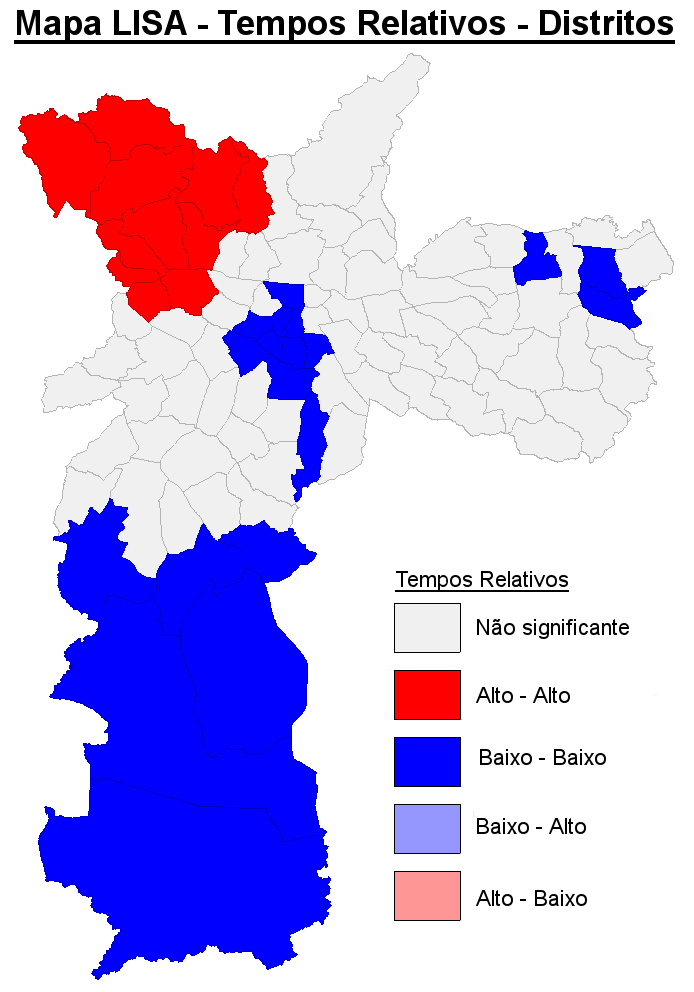 Mapa LISA - Tempos Relativos - Distritos
Tempos Relativos
Não significante
Alto - Alto
Baixo - Baixo
Baixo - Alto
Alto - Baixo